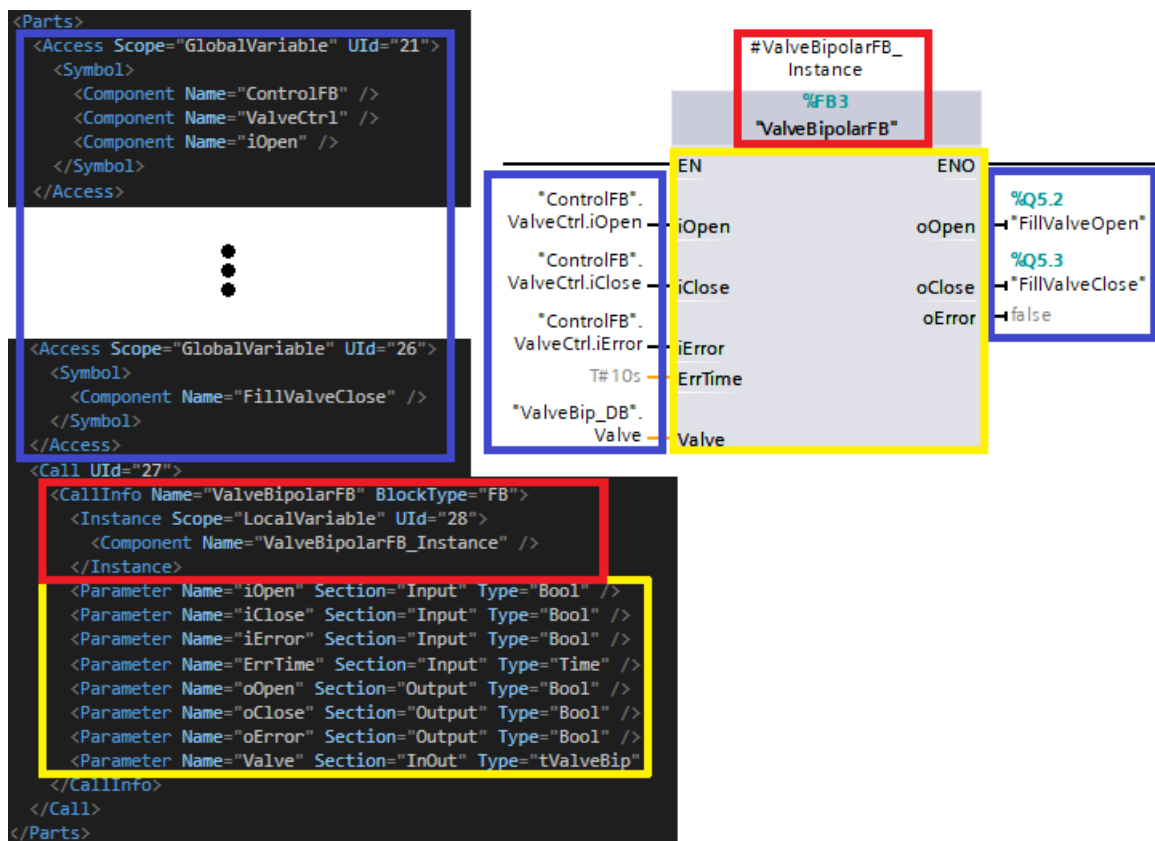 <Parts>
<Access Scope="GlobalVariable" UId="21">
<Symbol>
<Component Name="ControlFB" />
<Component Name="ValveCtrl" />
<Component Name="iOpen" />
</Symbol>
</Access>
<Access Scope="GlobalVariable" UId="26">
<Symbol>
<Component Name="FillValveClose" />
</Symbol>
</Access>
<Call UId="27">
<CallInfo Name="ValveBipolarFB" BlockType="FB">
<Instance Scope="LocalVariable" UId="28">
<Component Name="ValveBipolarFB_Instance" />
</Instance>
<Parameter Name="iOpen" Section="Input" Type="Bool" />
<Parameter Name="iClose" Section="Input" Type="Bool" />
<Parameter Name="iError" Section="Input" Type="Bool" />
<Parameter Name="ErrTime" Section="Input" Type="Time" />
<Parameter Name="oOpen" Section="Output" Type="Bool" />
<Parameter Name="oClose" Section="Output" Type="Bool" />
<Parameter Name="oError" Section="Output" Type="Bool" />
<Parameter Name="Valve" Section="InOut" Type="tValveBip"
</CallInfo>
</Call>
</Parts>
#ValveBipolarFB_
Instance
%FB3
"ValveBipolarFB"
EN
ENO
"ControlFB".
ValveCtrl.iOpen
iOpen
"ControlFB".
ValveCtrl.iClose
iClose
"ControlFB".
ValveCtrl.iError
iError
T#10s
ErrTime
"ValveBip_DB".
Valve
Valve
oOpen
%Q5.2
"FillValveOpen"
oClose
%Q5.3
"FillValveClose"
oError
false